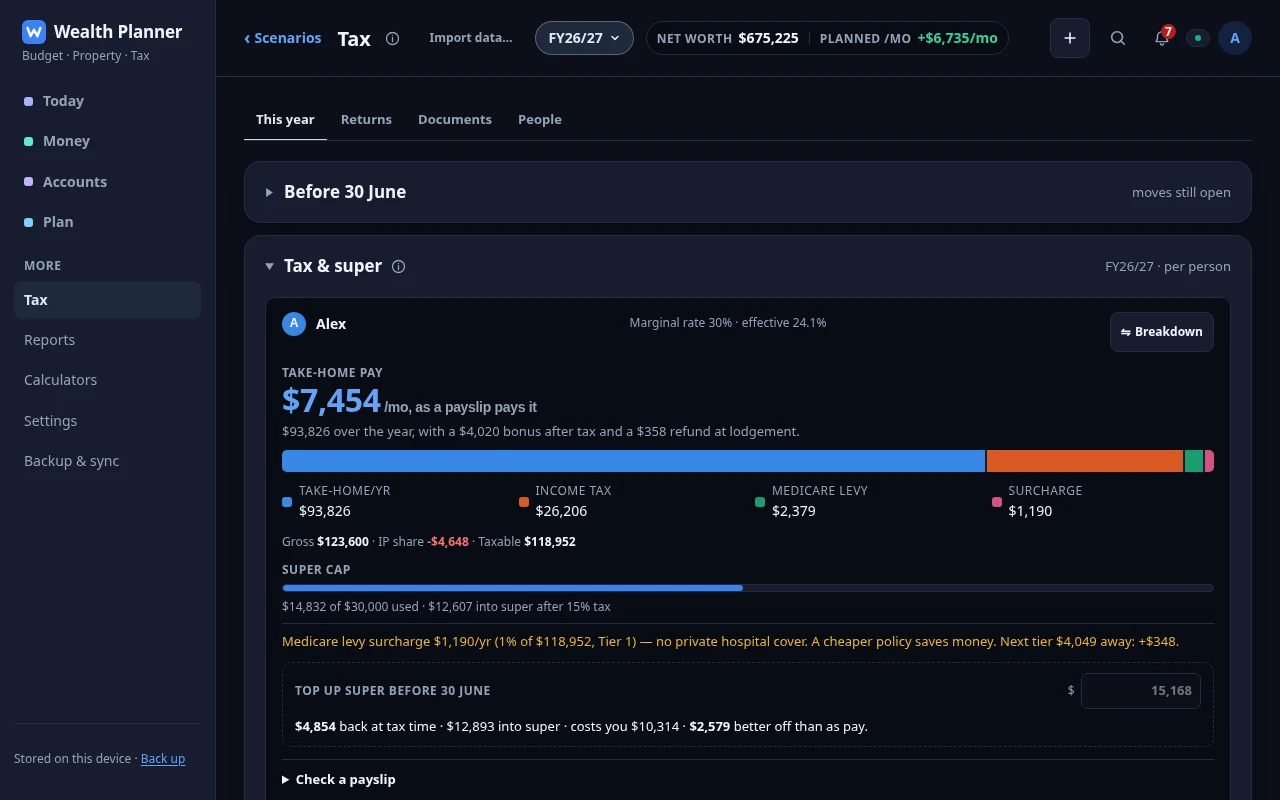 Wealth Planner
Budget · Property · Tax
Today
Money
Accounts
Plan
MORE
Tax
Reports
Calculators
Settings
Backup & sync
Stored on this device · Back up
‹ Scenarios
Tax
Import data...
FY26/27
NET WORTH $675,225
PLANNED /MO +$6,735/mo
+
7
A
This year
Returns
Documents
People
Before 30 June
moves still open
Tax & super
FY26/27 · per person
A
Alex
Marginal rate 30% · effective 24.1%
⇋ Breakdown
TAKE-HOME PAY
$7,454 /mo, as a payslip pays it
$93,826 over the year, with a $4,020 bonus after tax and a $358 refund at lodgement.
TAKE-HOME/YR
$93,826
INCOME TAX
$26,206
MEDICARE LEVY
$2,379
SURCHARGE
$1,190
Gross $123,600 · IP share -$4,648 · Taxable $118,952
SUPER CAP
$14,832 of $30,000 used · $12,607 into super after 15% tax
Medicare levy surcharge $1,190/yr (1% of $118,952, Tier 1) — no private hospital cover. A cheaper policy saves money. Next tier $4,049 away: +$348.
TOP UP SUPER BEFORE 30 JUNE
$ 15,168
$4,854 back at tax time · $12,893 into super · costs you $10,314 · $2,579 better off than as pay.
Check a payslip